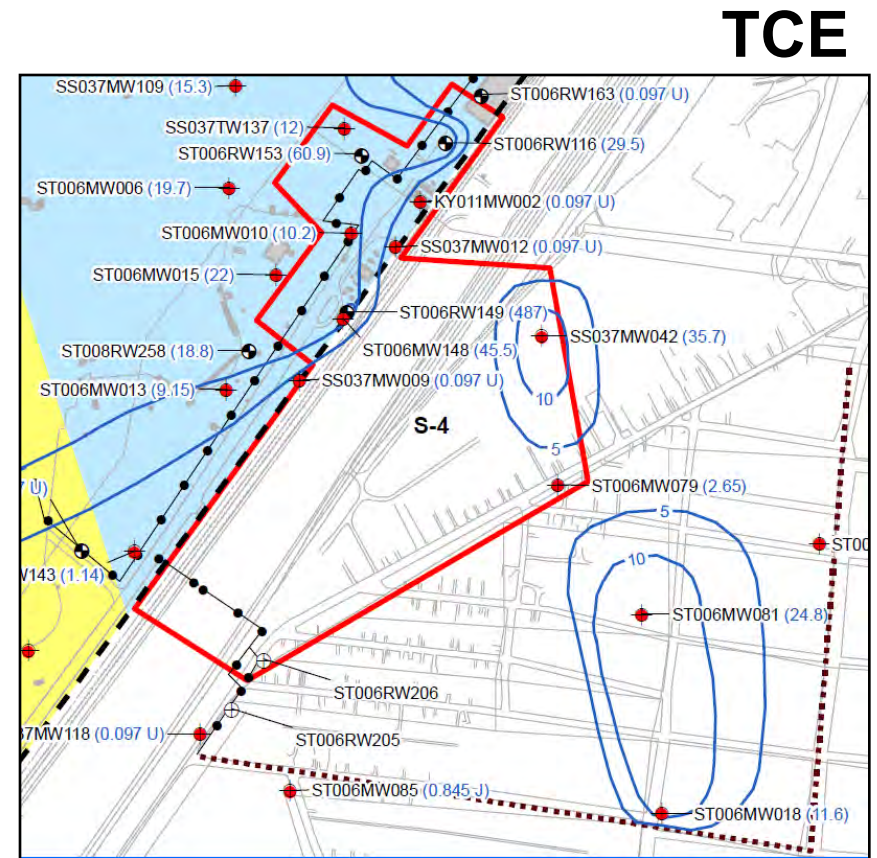 TCE
SS037MW109 (15.3)
ST006RW163 (0.097 U)
SS037TW137 (12)
ST006RW153 (60.9)
ST006RW116 (29.5)
ST006MW006 (19.7)
KY011MW002 (0.097 U)
ST006MW010 (10.2)
SS037MW012 (0.097 U)
ST006MW015 (22)
ST006RW149 (487)
SS037MW042 (35.7)
ST008RW258 (18.8)
ST006MW148 (45.5)
ST006MW013 (9.15)
SS037MW009 (0.097 U)
10
S-4
5
7 U)
ST006MW079 (2.65)
5
ST00
10
143 (1.14)
ST006MW081 (24.8)
ST006RW206
37MW118 (0.097 U)
ST006RW205
ST006MW085 (0.845 J)
ST006MW018 (11.6)